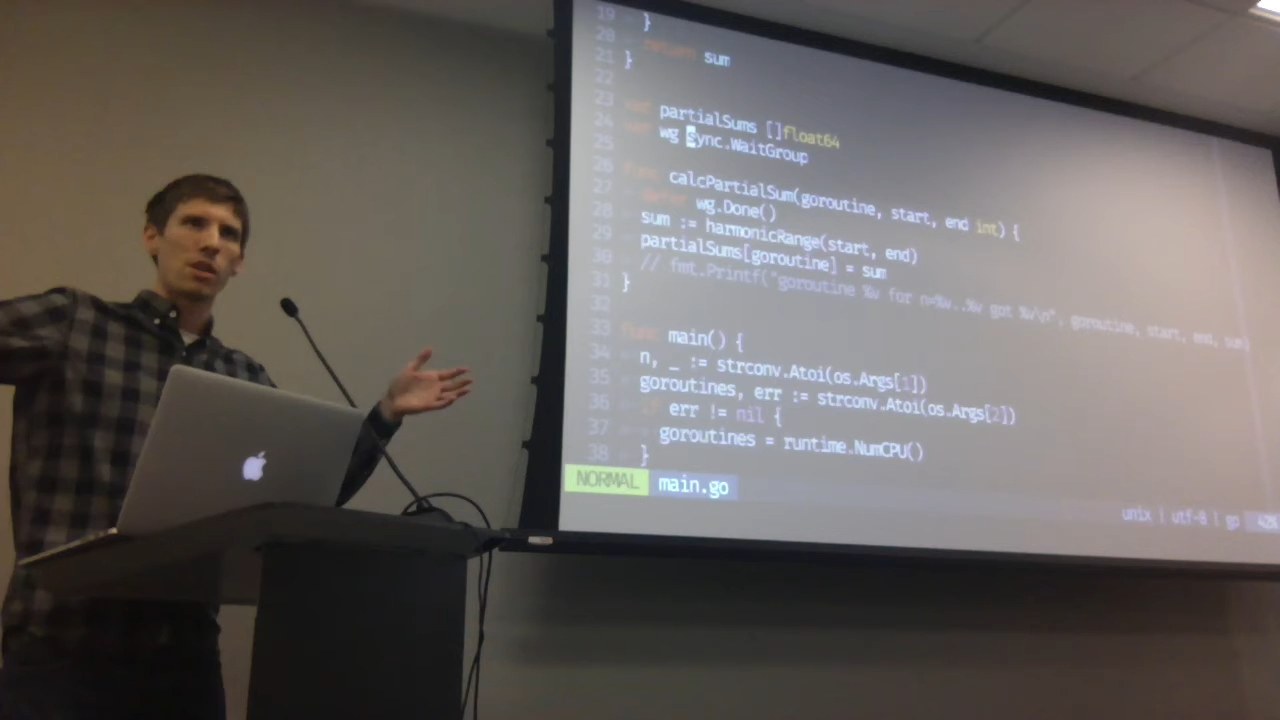 19 }
20 return sum
21 }
22
23 var partialSums []float64
24 var wg sync.WaitGroup
25
26 func calcPartialSum(goroutine, start, end int) {
27 defer wg.Done()
28 sum := harmonicRange(start, end)
29 partialSums[goroutine] = sum
30 // fmt.Printf("goroutine %v for n=%v..%v got %v\n", goroutine, start, end, sum)
31 }
32
33 func main() {
34 n, _ := strconv.Atoi(os.Args[1])
35 goroutines, err := strconv.Atoi(os.Args[2])
36 if err != nil {
37 goroutines = runtime.NumCPU()
38 }
NORMAL main.go unix | utf-8 | go 42%